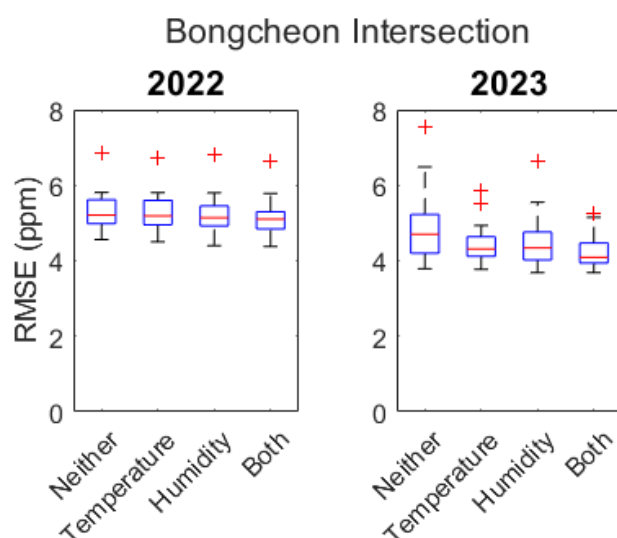 Bongcheon Intersection
2022
2023
RMSE (ppm)
8
6
4
2
0
Neither
Temperature
Humidity
Both
8
6
4
2
0
Neither
Temperature
Humidity
Both